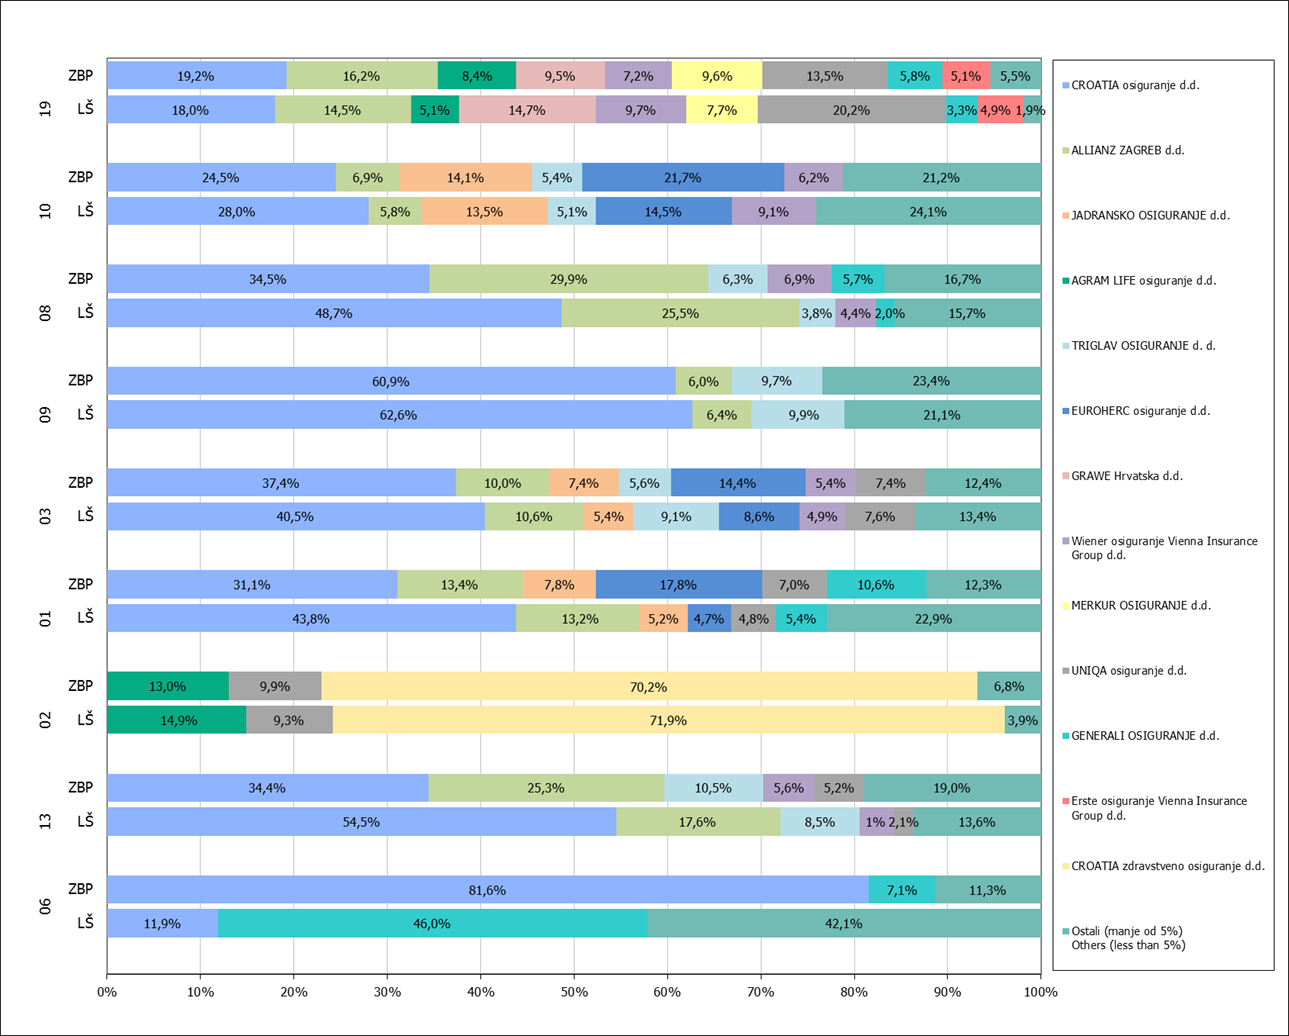 19
ZBP 19,2% 16,2% 8,4% 9,5% 7,2% 9,6% 13,5% 5,8% 5,1% 5,5%
LŠ 18,0% 14,5% 5,1% 14,7% 9,7% 7,7% 20,2% 3,3% 4,9% 1,9%
10
ZBP 24,5% 6,9% 14,1% 5,4% 21,7% 6,2% 21,2%
LŠ 28,0% 5,8% 13,5% 5,1% 14,5% 9,1% 24,1%
08
ZBP 34,5% 29,9% 6,3% 6,9% 5,7% 16,7%
LŠ 48,7% 25,5% 3,8% 4,4% 2,0% 15,7%
09
ZBP 60,9% 6,0% 9,7% 23,4%
LŠ 62,6% 6,4% 9,9% 21,1%
03
ZBP 37,4% 10,0% 7,4% 5,6% 14,4% 5,4% 7,4% 12,4%
LŠ 40,5% 10,6% 5,4% 9,1% 8,6% 4,9% 7,6% 13,4%
01
ZBP 31,1% 13,4% 7,8% 17,8% 7,0% 10,6% 12,3%
LŠ 43,8% 13,2% 5,2% 4,7% 4,8% 5,4% 22,9%
02
ZBP 13,0% 9,9% 70,2% 6,8%
LŠ 14,9% 9,3% 71,9% 3,9%
13
ZBP 34,4% 25,3% 10,5% 5,6% 5,2% 19,0%
LŠ 54,5% 17,6% 8,5% 1% 2,1% 13,6%
06
ZBP 81,6% 7,1% 11,3%
LŠ 11,9% 46,0% 42,1%
0% 10% 20% 30% 40% 50% 60% 70% 80% 90% 100%
CROATIA osiguranje d.d.
ALLIANZ ZAGREB d.d.
JADRANSKO OSIGURANJE d.d.
AGRAM LIFE osiguranje d.d.
TRIGLAV OSIGURANJE d. d.
EUROHERC osiguranje d.d.
GRAWE Hrvatska d.d.
Wiener osiguranje Vienna Insurance
Group d.d.
MERKUR OSIGURANJE d.d.
UNIQA osiguranje d.d.
GENERALI OSIGURANJE d.d.
Erste osiguranje Vienna Insurance
Group d.d.
CROATIA zdravstveno osiguranje d.d.
Ostali (manje od 5%)
Others (less than 5%)